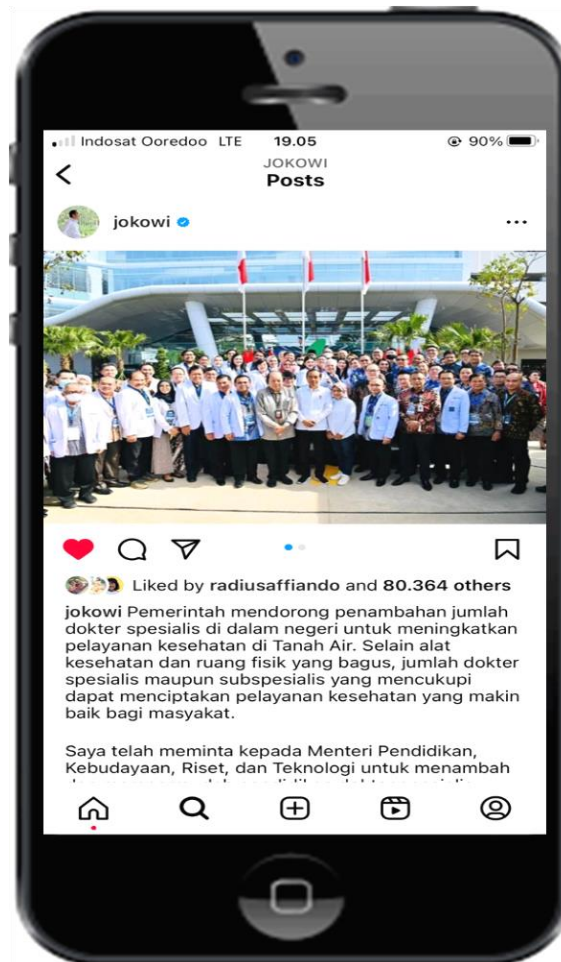 Indosat Ooredoo LTE 19.05 90%
JOKOWI
Posts
jokowi
Liked by radiusaffiando and 80.364 others
jokowi Pemerintah mendorong penambahan jumlah
dokter spesialis di dalam negeri untuk meningkatkan
pelayanan kesehatan di Tanah Air. Selain alat
kesehatan dan ruang fisik yang bagus, jumlah dokter
spesialis maupun subspesialis yang mencukupi
dapat menciptakan pelayanan kesehatan yang makin
baik bagi masyakat.
Saya telah meminta kepada Menteri Pendidikan,
Kebudayaan, Riset, dan Teknologi untuk menambah